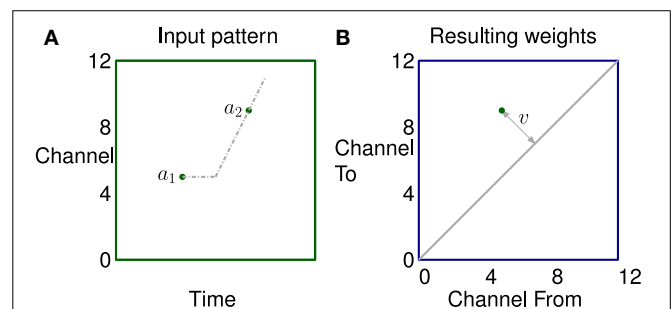 A Input pattern
12
8
Channel
4
0
a₂
a₁
Time
B Resulting weights
12
8
Channel
To
4
0
v
0 4 8 12
Channel From